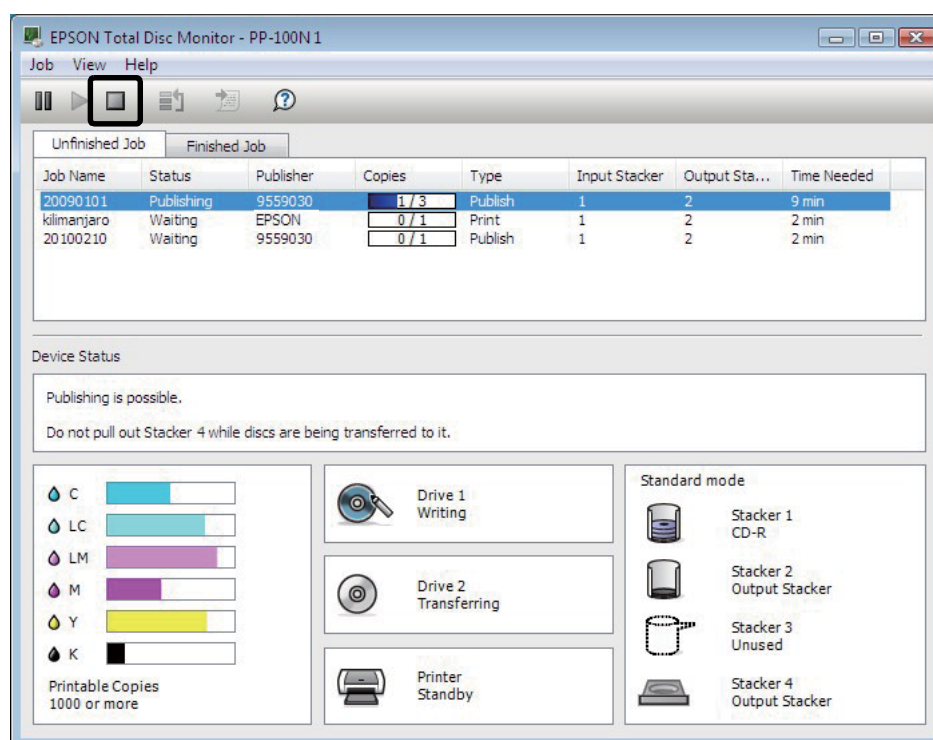 EPSON Total Disc Monitor - PP-100N 1
Job View Help
Unfinished Job Finished Job
Job Name Status Publisher Copies Type Input Stacker Output Sta... Time Needed
20090101 Publishing 9559030 1 / 3 Publish 1 2 9 min
kilimanjaro Waiting EPSON 0 / 1 Print 1 2 2 min
20100210 Waiting 9559030 0 / 1 Publish 1 2 2 min
Device Status
Publishing is possible.
Do not pull out Stacker 4 while discs are being transferred to it.
C
LC
LM
M
Y
K
Printable Copies
1000 or more
Drive 1
Writing
Drive 2
Transferring
Printer
Standby
Standard mode
Stacker 1
CD-R
Stacker 2
Output Stacker
Stacker 3
Unused
Stacker 4
Output Stacker